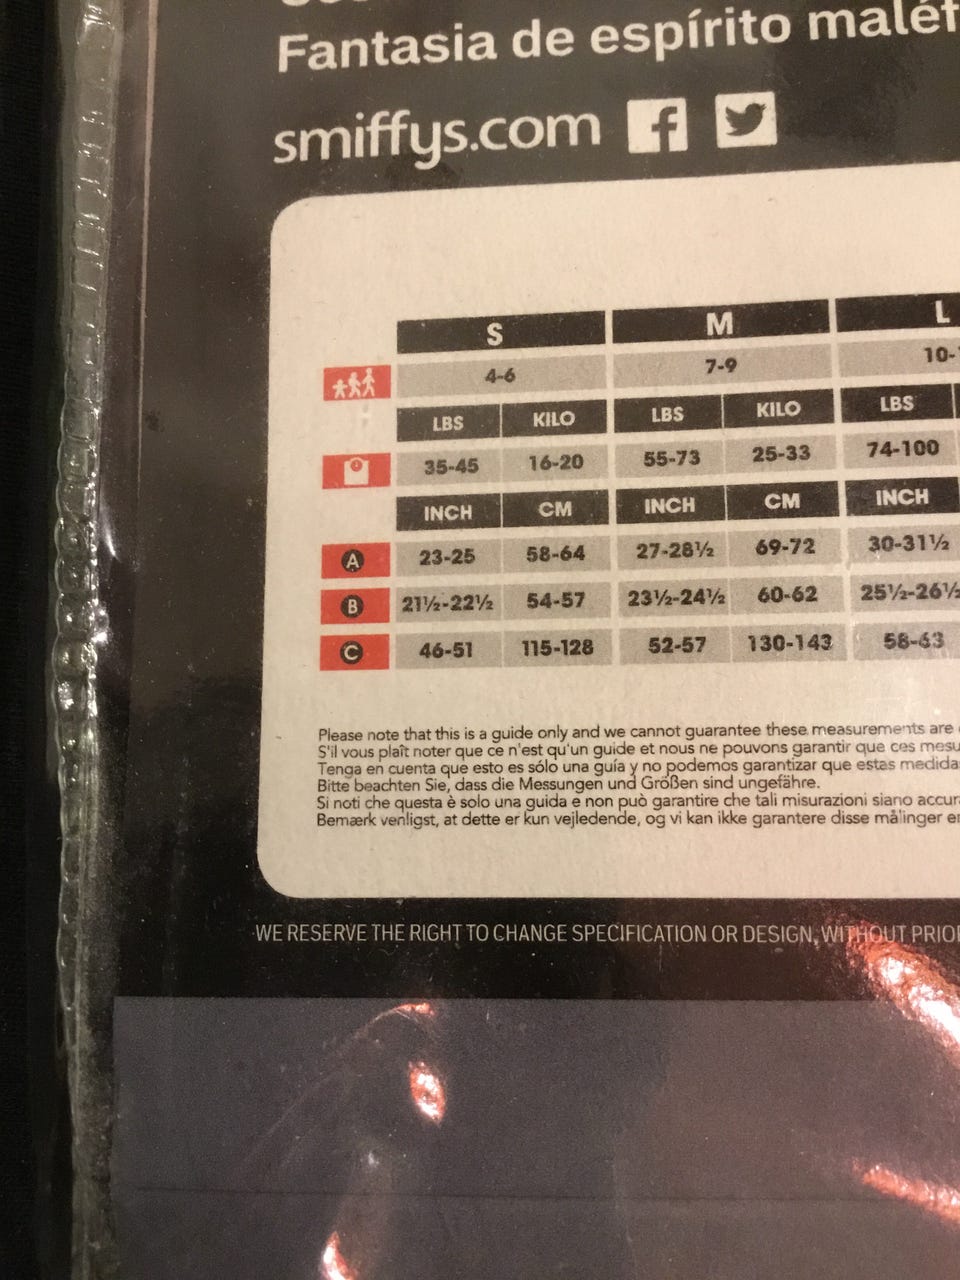 Fantasia de espírito
smiffys.com
S M L
4-6 7-9
LBS KILO LBS KILO LBS
35-45 16-20 55-73 25-33 74-100
INCH CM INCH CM INCH
A 23-25 58-64 27-28½ 69-72 30-31½
B 21½-22½ 54-57 23½-24½ 60-62 25½-26½
C 46-51 115-128 52-57 130-143 58-63
Please note that this is a guide only and we cannot guarantee these measurements are
S'il vous plaît noter que ce n'est qu'un guide et nous ne pouvons garantir que ces
Tenga en cuenta que esto es sólo una guía y no podemos garantizar que estas medida
Bitte beachten Sie, dass die Messungen und Größen sind ungefähre.
Si noti che questa è solo una guida e non può garantire che tali misurazioni siano
Bemærk venligst, at dette er kun vejledende, og vi kan ikke garantere disse målinger
WE RESERVE THE RIGHT TO CHANGE SPECIFICATION OR DESIGN, WITHOUT PRIOR